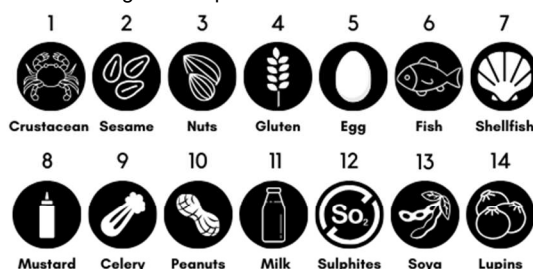 1 2 3 4 5 6 7
Crustacean Sesame Nuts Gluten Egg Fish Shellfish
8 9 10 11 12 13 14
So₂
Mustard Celery Peanuts Milk Sulphites Soya Lupins